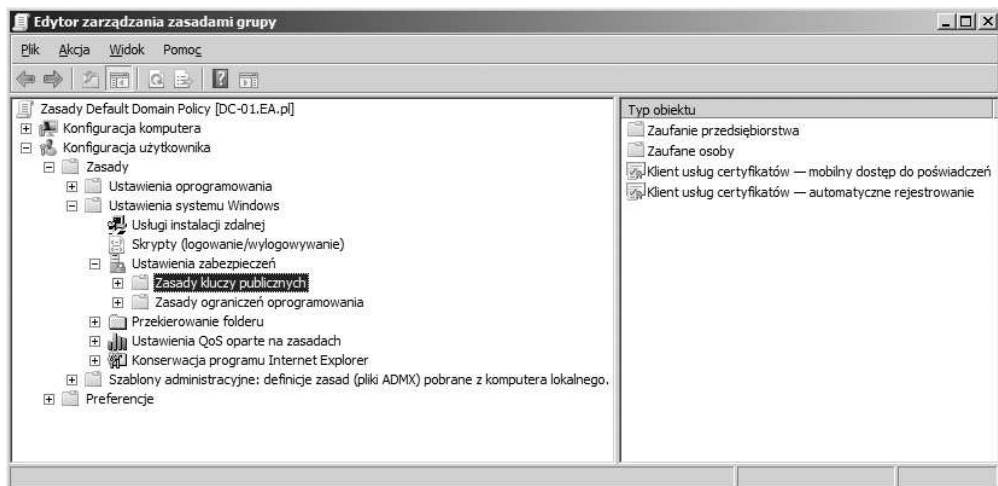 Edytor zarządzania zasadami grupy
Plik Akcja Widok Pomoc
Zasady Default Domain Policy [DC-01.EA.pl]
Konfiguracja komputera
Konfiguracja użytkownika
Zasady
Ustawienia oprogramowania
Ustawienia systemu Windows
Usługi instalacji zdalnej
Skrypty (logowanie/wylogowywanie)
Ustawienia zabezpieczeń
Zasady kluczy publicznych
Zasady ograniczeń oprogramowania
Przekierowanie folderu
Ustawienia QoS oparte na zasadach
Konserwacja programu Internet Explorer
Szablony administracyjne: definicje zasad (pliki ADMX) pobrane z komputera lokalnego.
Preferencje
Typ obiektu
Zaufanie przedsiębiorstwa
Zaufane osoby
Klient usług certyfikatów — mobilny dostęp do poświadczeń
Klient usług certyfikatów — automatyczne rejestrowanie